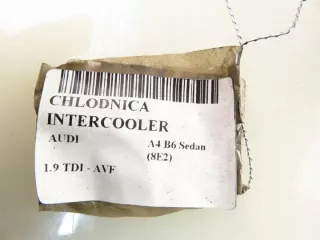 CHLODNICA
INTERCOOLER
AUDI A4 B6 Sedan
(8E2)
1.9 TDI - AVF